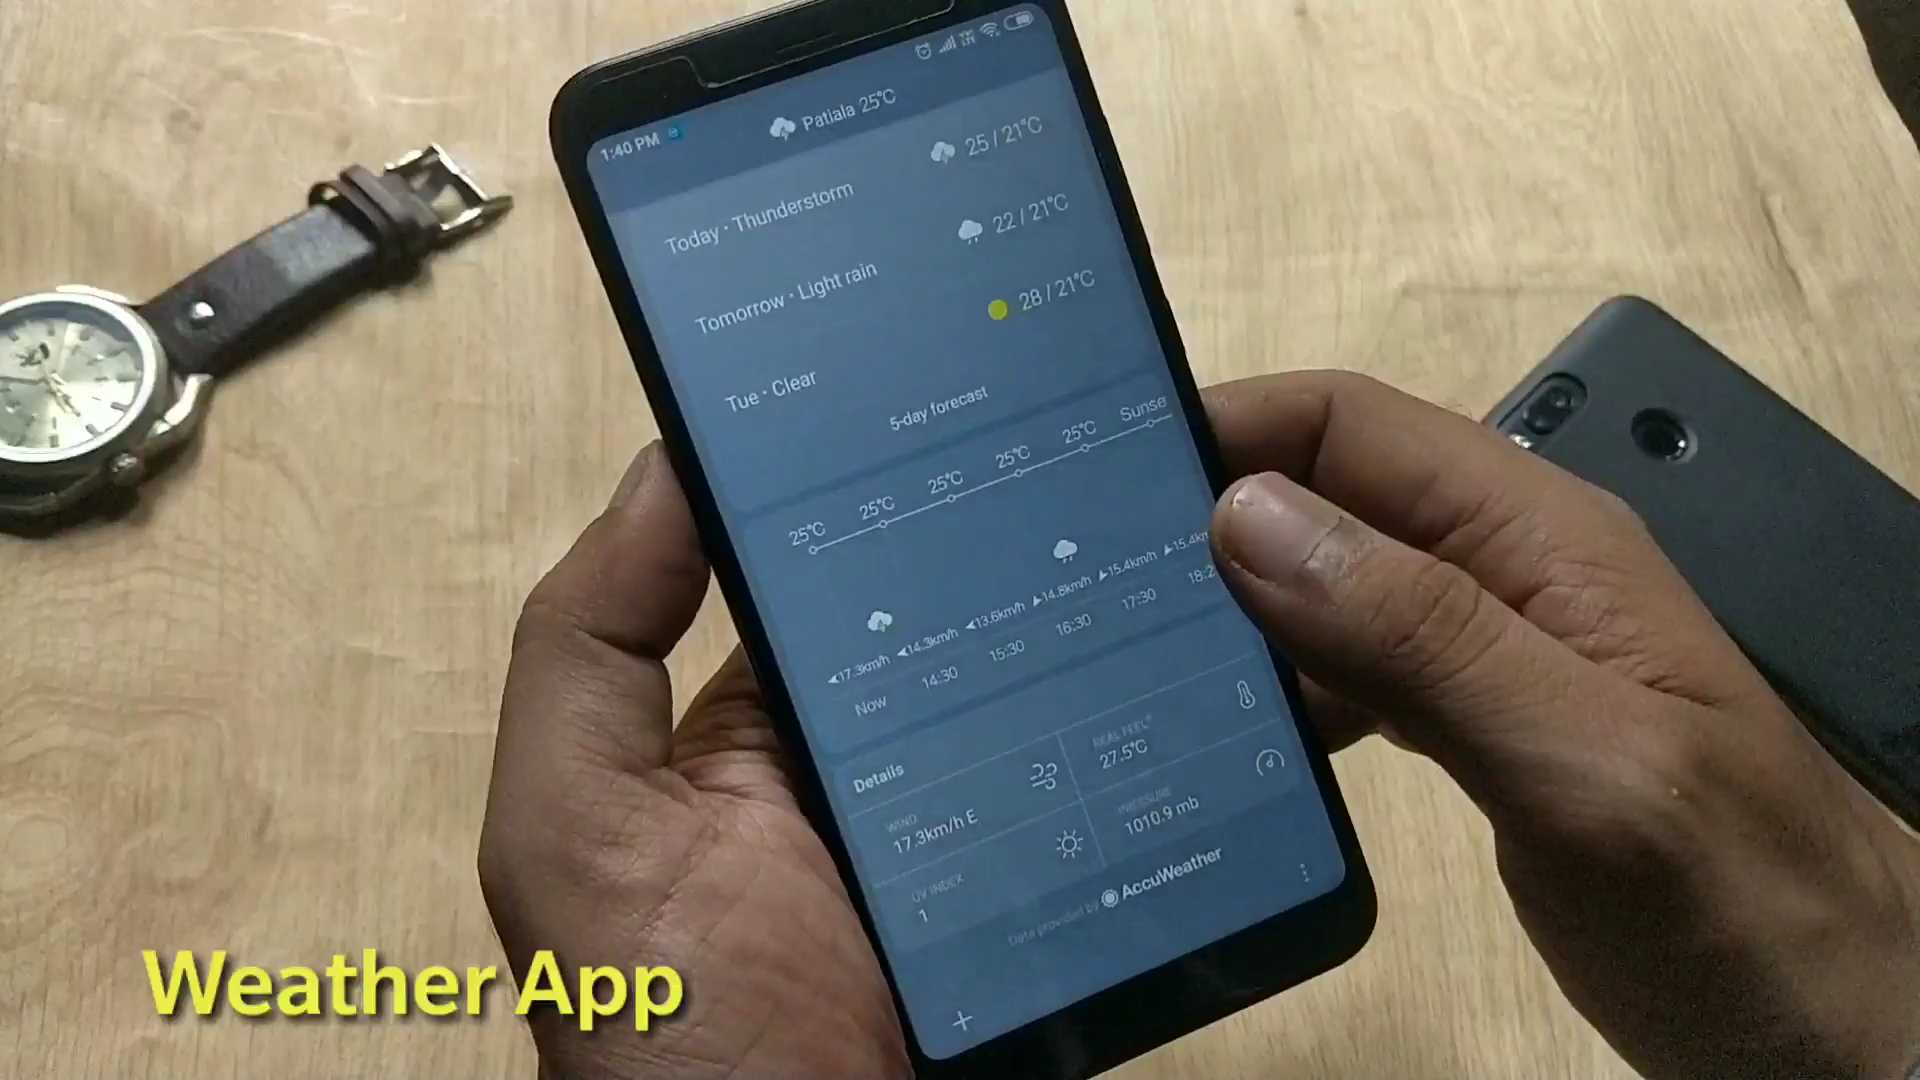 1:40 PM
Patiala 25°C
Today · Thunderstorm
25 / 21°C
Tomorrow · Light rain
22 / 21°C
Tue · Clear
28 / 21°C
5-day forecast
25°C 25°C 25°C 25°C 25°C Sunse
17.3km/h 14.3km/h 13.6km/h 14.8km/h 15.4km/h 15.4km
Now 14:30 15:30 16:30 17:30 18:2
Details
WIND
17.3km/h E
REAL FEEL®
27.5°C
UV INDEX
1
PRESSURE
1010.9 mb
Data provided by AccuWeather
Weather App